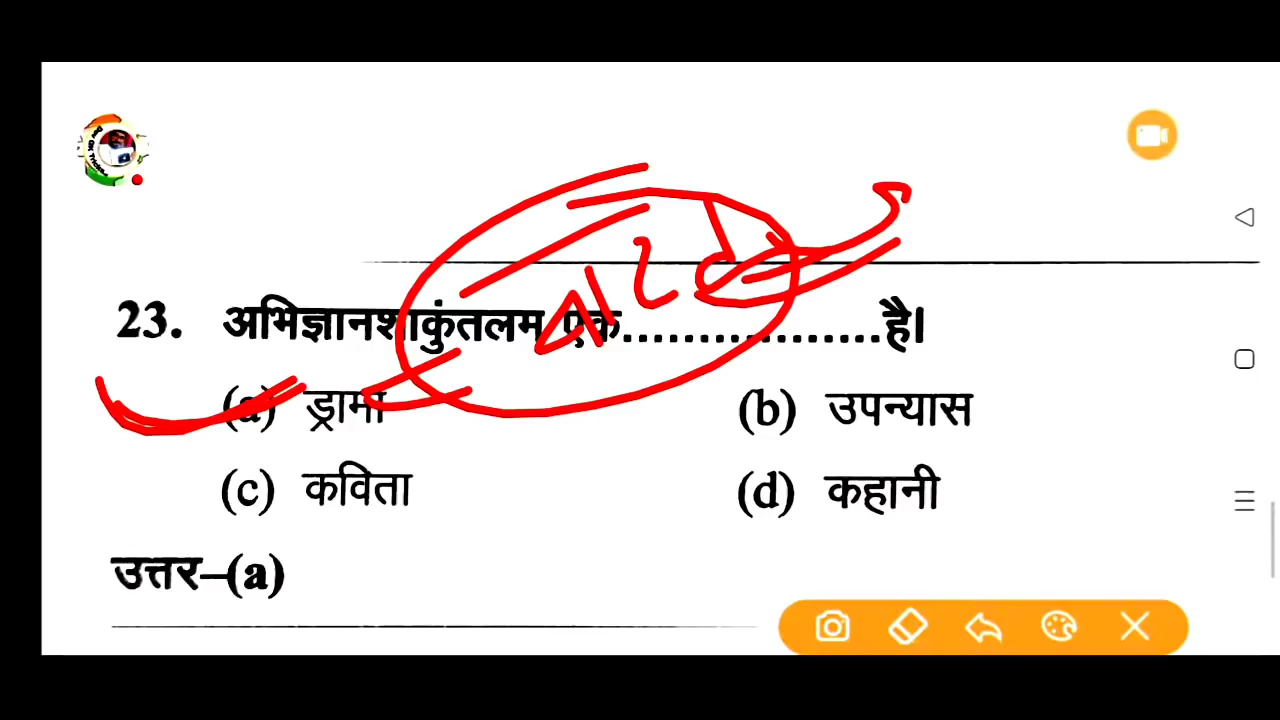 23. अभिज्ञानशाकुंतलम एक.................है।
(a) ड्रामा (b) उपन्यास
(c) कविता (d) कहानी
उत्तर–(a)